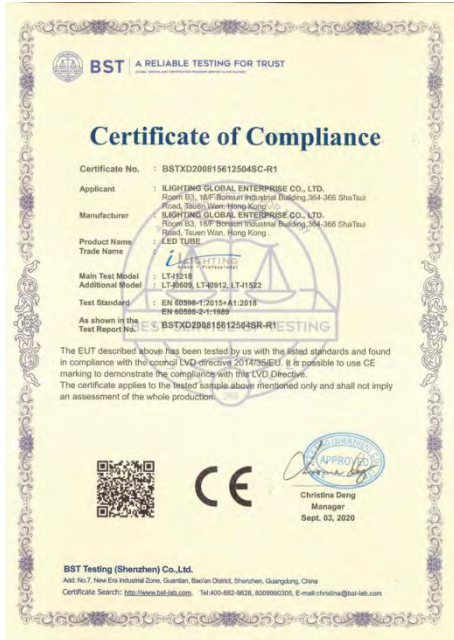 BST A RELIABLE TESTING FOR TRUST
Certificate of Compliance
Certificate No. : BSTXD200815612504SC-R1
Applicant : ILIGHTING GLOBAL ENTERPRISE CO., LTD.
Room B3, 18/F Bonsun Industrial Building,364-366 ShaTsui
Road, Tsuen Wan, Hong Kong
Manufacturer : ILIGHTING GLOBAL ENTERPRISE CO., LTD.
Room B3, 18/F Bonsun Industrial Building,364-366 ShaTsui
Road, Tsuen Wan, Hong Kong
Product Name : LED TUBE
Trade Name :
iLIGHTING
Main Test Model : LT-I1218
Additional Model : LT-I0609, LT-I0912, LT-I1522
Test Standard : EN 60598-1:2015+A1:2018
EN 60598-2-1:1989
As shown in the
Test Report No. : BSTXD200815612504SR-R1
The EUT described above has been tested by us with the listed standards and found
in compliance with the council LVD directive 2014/35/EU. It is possible to use CE
marking to demonstrate the compliance with this LVD Directive.
The certificate applies to the tested sample above mentioned only and shall not imply
an assessment of the whole production.
CE
APPROVED
Christina Deng
Manager
Sept. 03, 2020
BST Testing (Shenzhen) Co.,Ltd.
Add: No.7, New Era Industrial Zone, Guantian, Bao'an District, Shenzhen, Guangdong, China
Certificate Search: http://www.bst-lab.com, Tel:400-882-9628, 8009990305, E-mail:christina@bst-lab.com